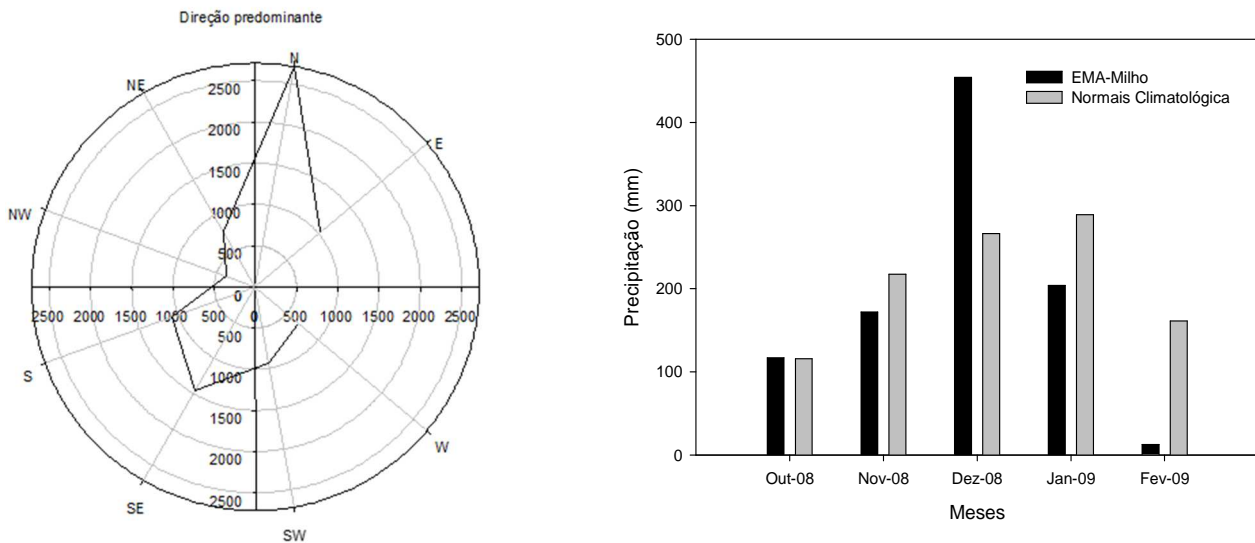 Direção predominante
N
NE
E
NW
S
SE
SW
W
2500
2000
1500
1000
500
0
2500 2000 1500 1000 500 0 500 1000 1500 2000 2500
500
1000
1500
2000
2500
500
400
300
200
100
0
Precipitação (mm)
EMA-Milho
Normais Climatológica
Out-08 Nov-08 Dez-08 Jan-09 Fev-09
Meses